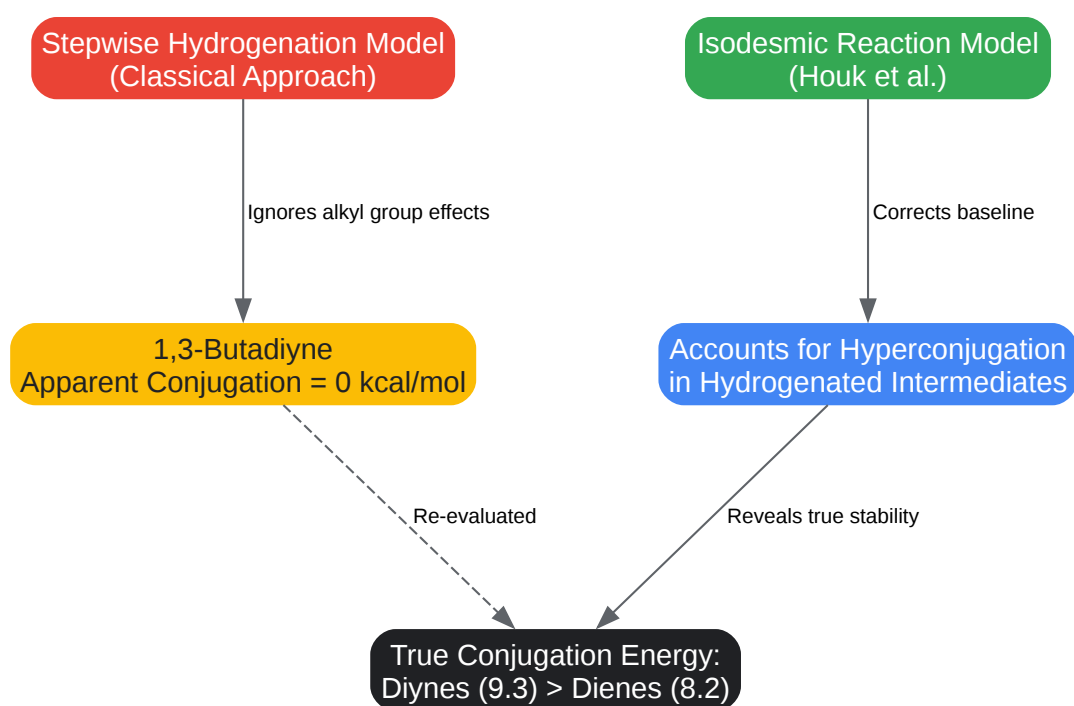 Stepwise Hydrogenation Model
(Classical Approach)
Isodesmic Reaction Model
(Houk et al.)
Ignores alkyl group effects
Corrects baseline
1,3-Butadiyne
Apparent Conjugation = 0 kcal/mol
Accounts for Hyperconjugation
in Hydrogenated Intermediates
Re-evaluated
Reveals true stability
True Conjugation Energy:
Diynes (9.3) > Dienes (8.2)